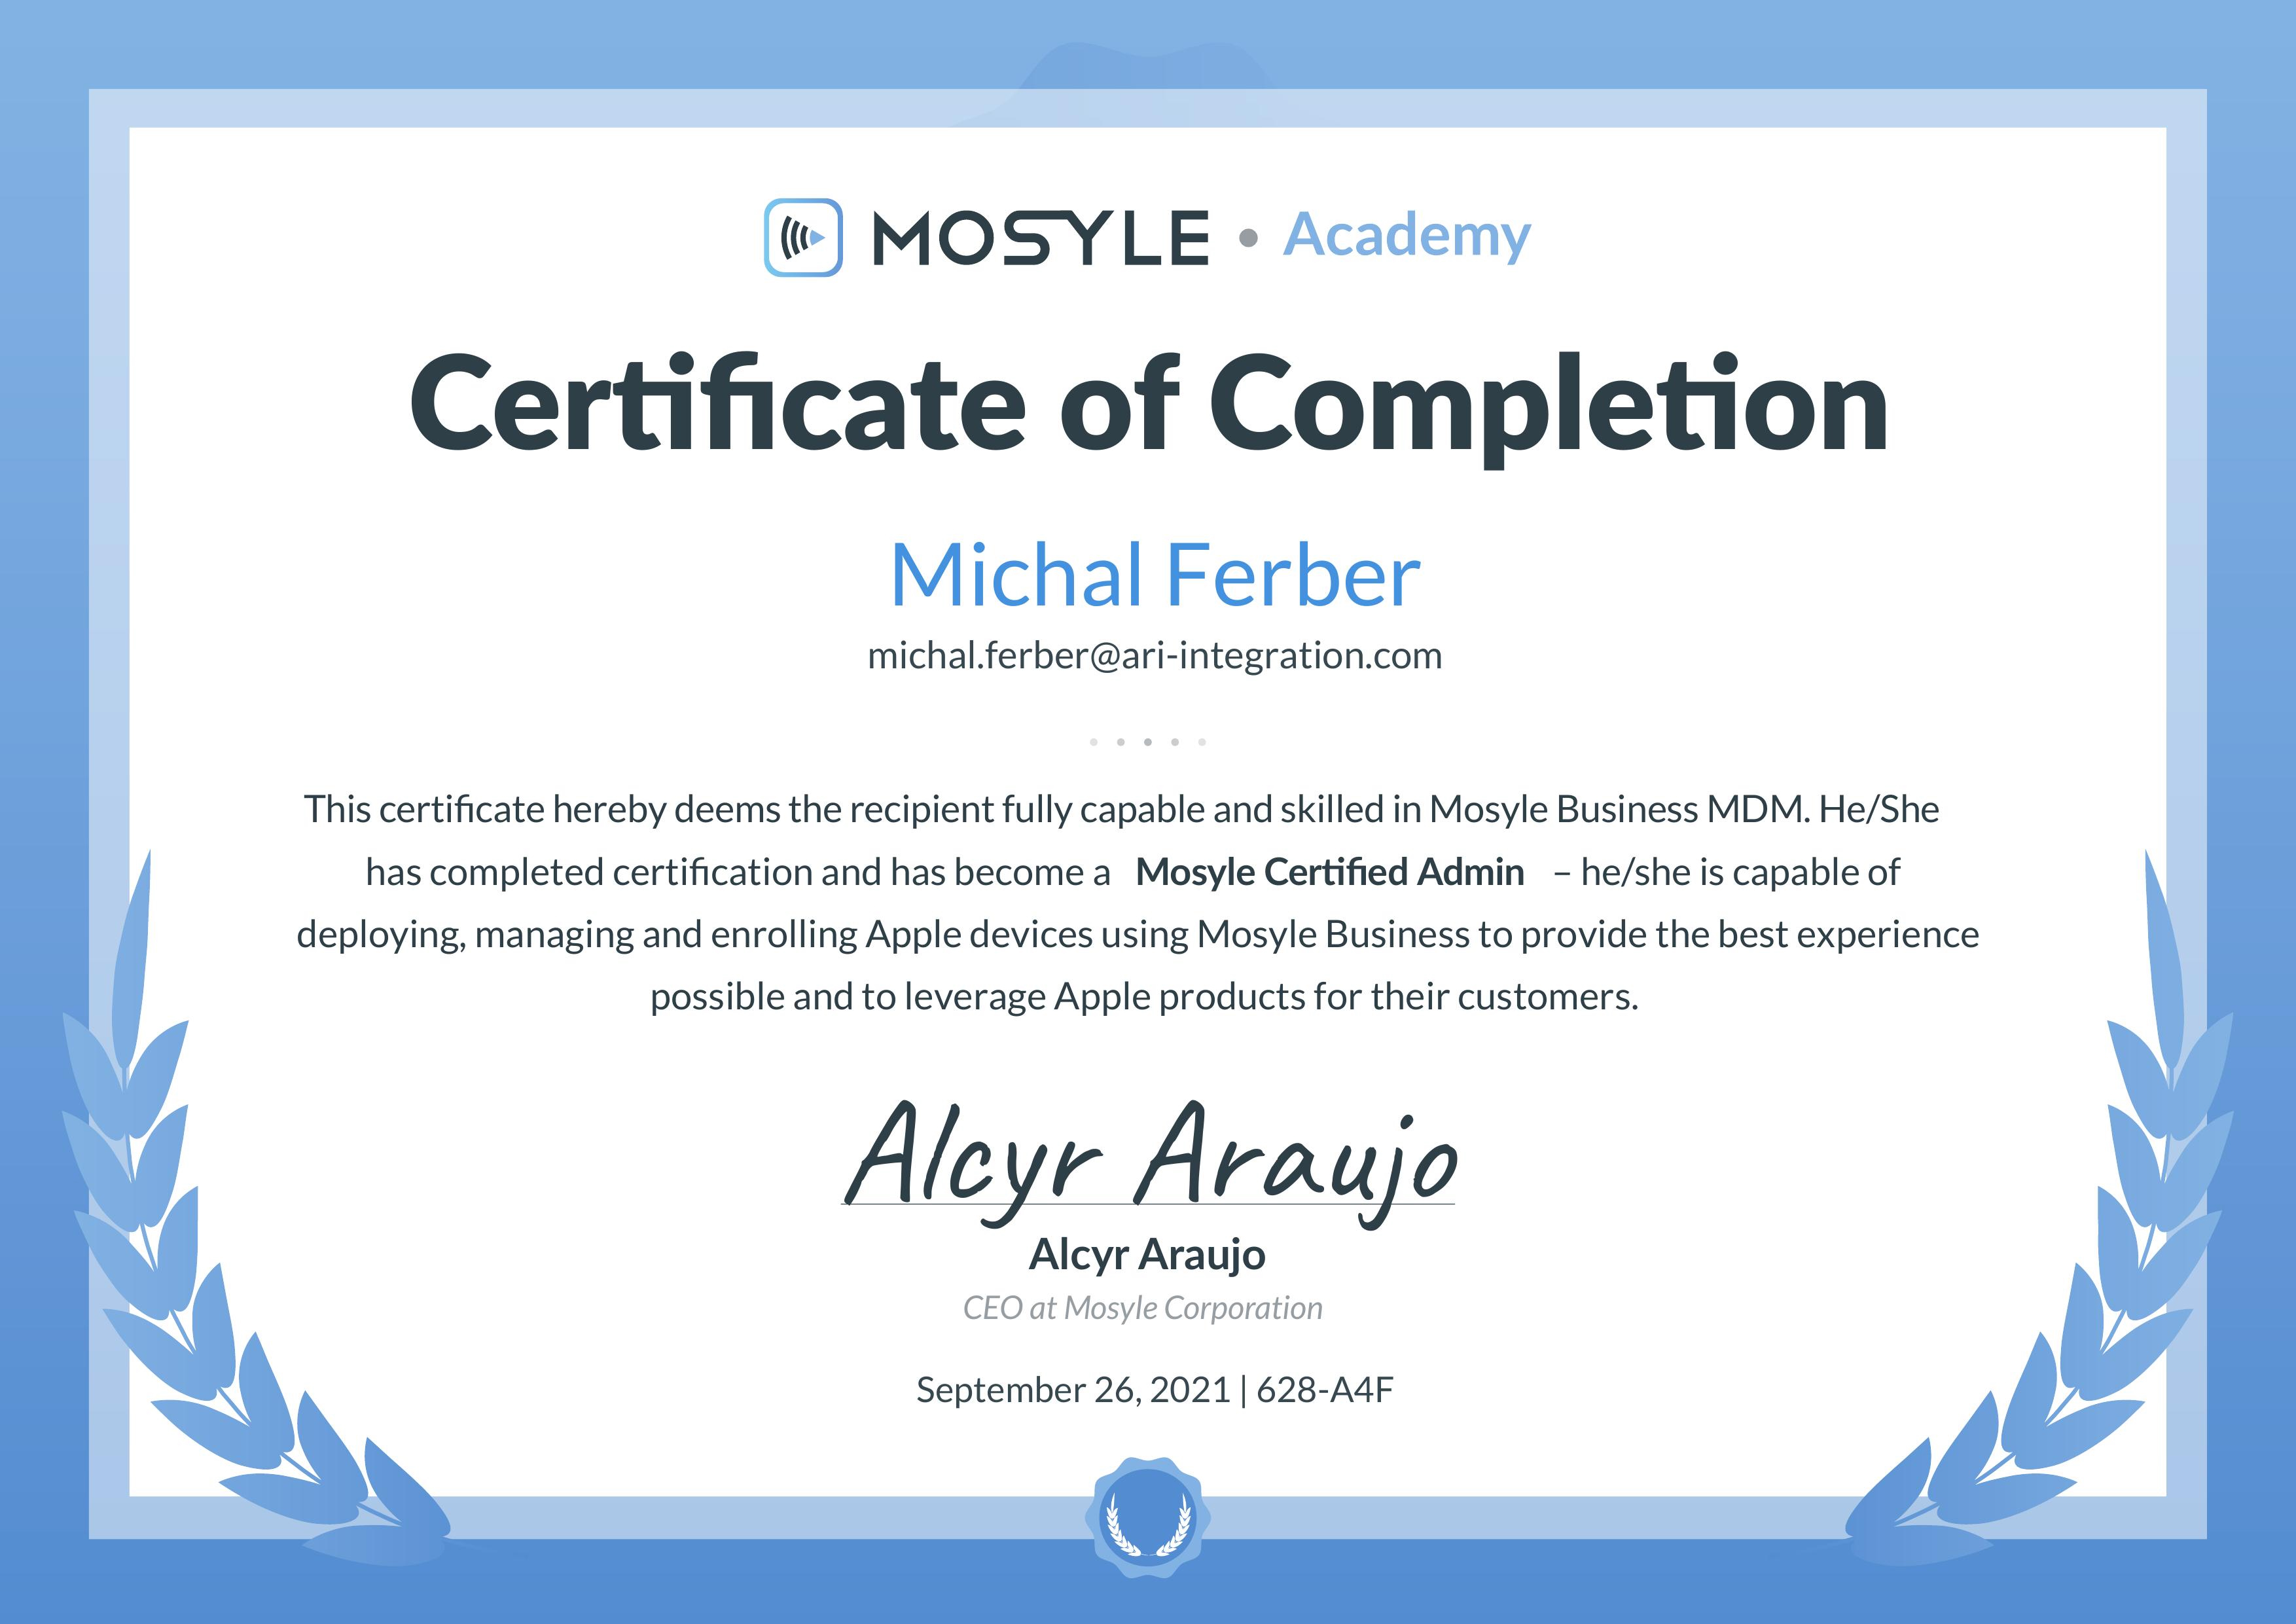 MOSYLE • Academy
Certificate of Completion
Michal Ferber
michal.ferber@ari-integration.com
This certificate hereby deems the recipient fully capable and skilled in Mosyle Business MDM. He/She
has completed certification and has become a Mosyle Certified Admin – he/she is capable of
deploying, managing and enrolling Apple devices using Mosyle Business to provide the best experience
possible and to leverage Apple products for their customers.
Alcyr Araujo
Alcyr Araujo
CEO at Mosyle Corporation
September 26, 2021 | 628-A4F